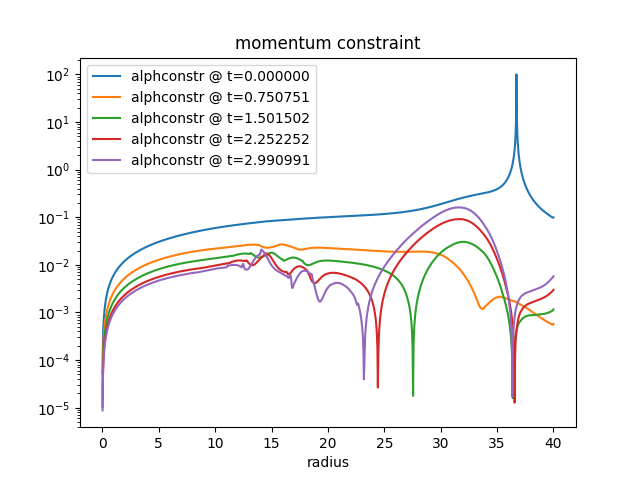 momentum constraint
alphconstr @ t=0.000000
alphconstr @ t=0.750751
alphconstr @ t=1.501502
alphconstr @ t=2.252252
alphconstr @ t=2.990991
10²
10¹
10⁰
10⁻¹
10⁻²
10⁻³
10⁻⁴
10⁻⁵
0 5 10 15 20 25 30 35 40
radius